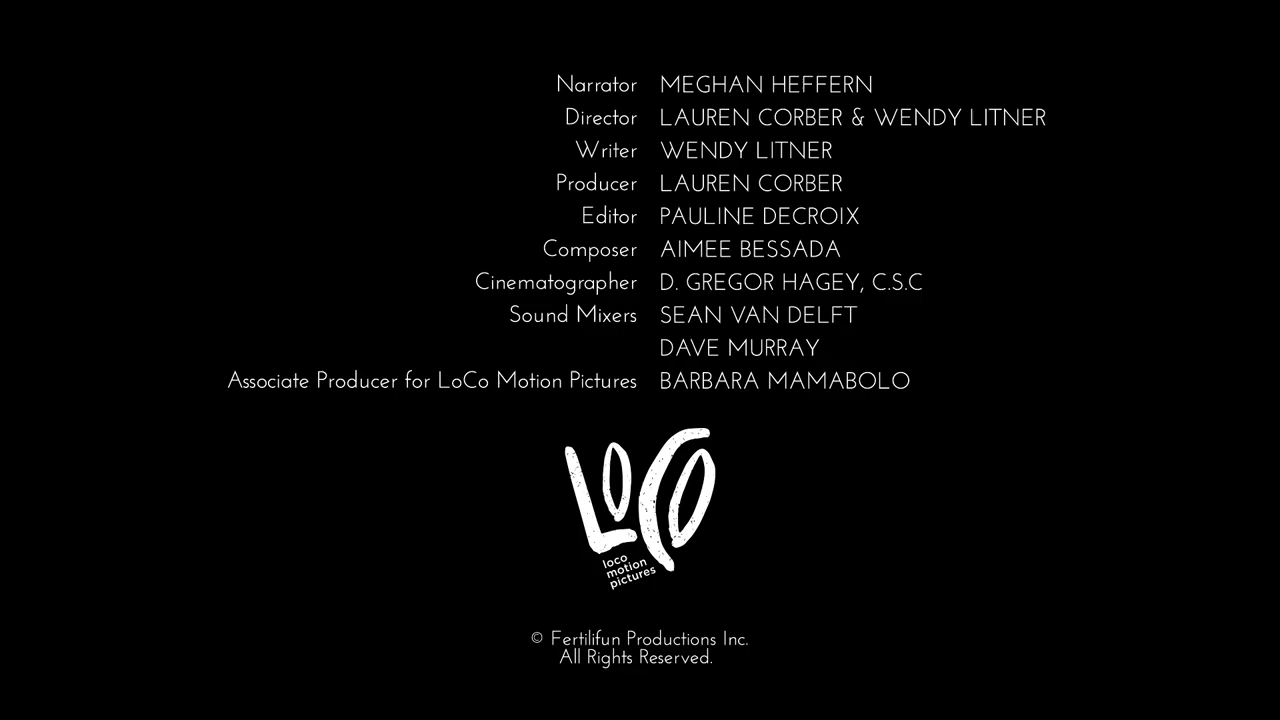 Narrator MEGHAN HEFFERN
Director LAUREN CORBER & WENDY LITNER
Writer WENDY LITNER
Producer LAUREN CORBER
Editor PAULINE DECROIX
Composer AIMEE BESSADA
Cinematographer D. GREGOR HAGEY, C.S.C
Sound Mixers SEAN VAN DELFT
DAVE MURRAY
Associate Producer for LoCo Motion Pictures BARBARA MAMABOLO
LoCo
loco
motion
pictures
© Fertilifun Productions Inc.
All Rights Reserved.